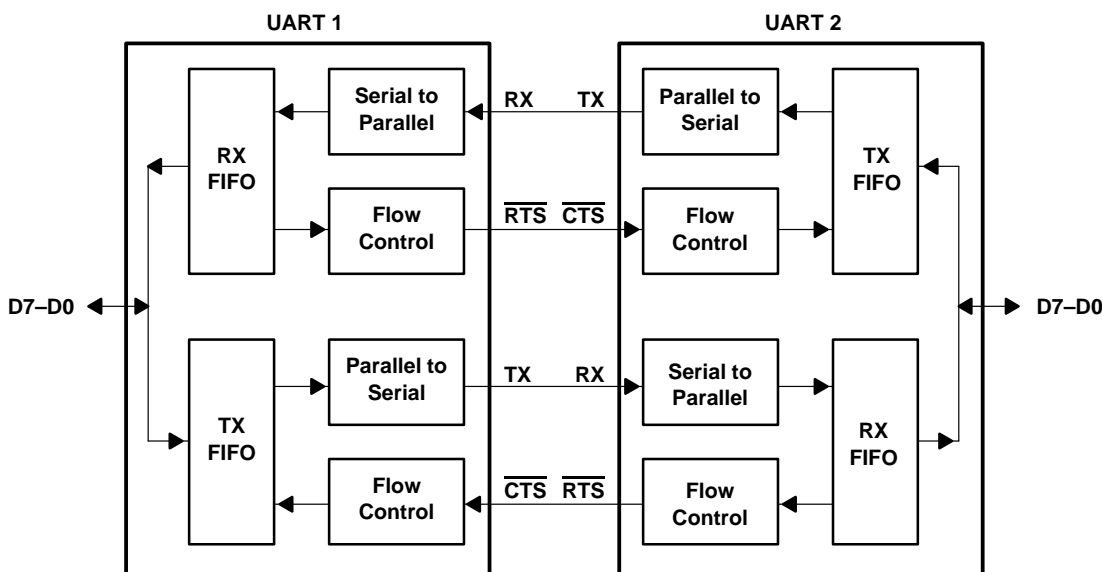 UART 1
UART 2
RX
FIFO
Serial to
Parallel
RX TX
Parallel to
Serial
TX
FIFO
Flow
Control
RTS CTS
Flow
Control
D7–D0
D7–D0
TX
FIFO
Parallel to
Serial
TX RX
Serial to
Parallel
RX
FIFO
Flow
Control
CTS RTS
Flow
Control